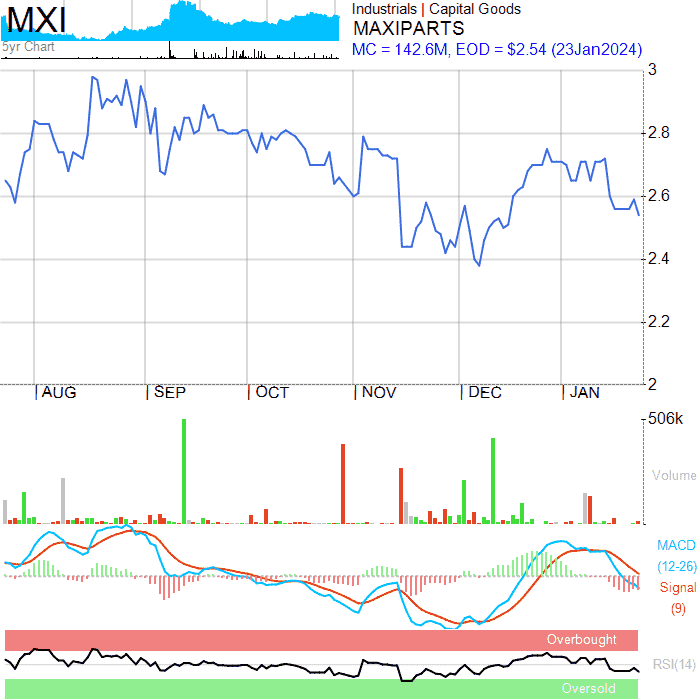 MXI
5yr Chart
Industrials | Capital Goods
MAXIPARTS
MC = 142.6M, EOD = $2.54 (23Jan2024)
3
2.8
2.6
2.4
2.2
2
|AUG |SEP |OCT |NOV |DEC |JAN
506k
Volume
MACD
(12-26)
Signal
(9)
Overbought
RSI(14)
Oversold